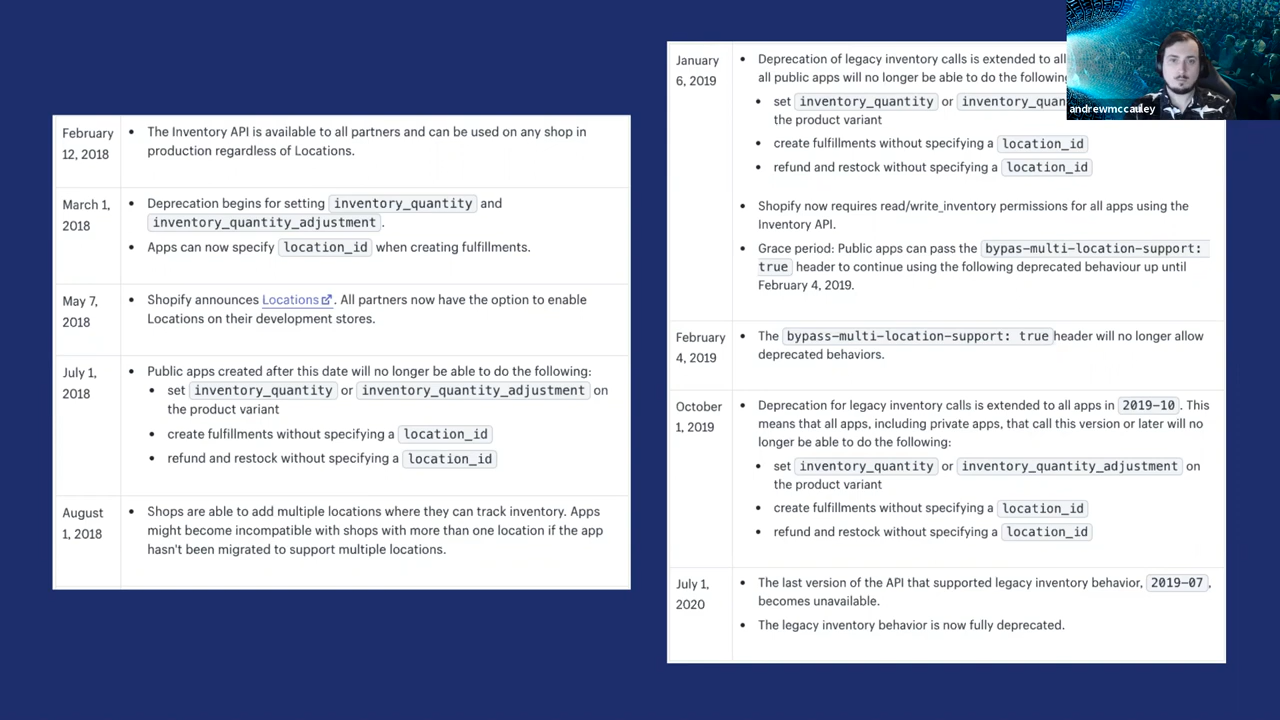 February
12, 2018
• The Inventory API is available to all partners and can be used on any shop in
production regardless of Locations.
March 1,
2018
• Deprecation begins for setting inventory_quantity and
inventory_quantity_adjustment.
• Apps can now specify location_id when creating fulfillments.
May 7,
2018
• Shopify announces Locations. All partners now have the option to enable
Locations on their development stores.
July 1,
2018
• Public apps created after this date will no longer be able to do the following:
• set inventory_quantity or inventory_quantity_adjustment on
the product variant
• create fulfillments without specifying a location_id
• refund and restock without specifying a location_id
August
1, 2018
• Shops are able to add multiple locations where they can track inventory. Apps
might become incompatible with shops with more than one location if the app
hasn't been migrated to support multiple locations.
January
6, 2019
• Deprecation of legacy inventory calls is extended to all
all public apps will no longer be able to do the following
• set inventory_quantity or inventory_quan
the product variant
• create fulfillments without specifying a location_id
• refund and restock without specifying a location_id
• Shopify now requires read/write_inventory permissions for all apps using the
Inventory API.
• Grace period: Public apps can pass the bypas-multi-location-support:
true header to continue using the following deprecated behaviour up until
February 4, 2019.
February
4, 2019
• The bypass-multi-location-support: true header will no longer allow
deprecated behaviors.
October
1, 2019
• Deprecation for legacy inventory calls is extended to all apps in 2019-10. This
means that all apps, including private apps, that call this version or later will no
longer be able to do the following:
• set inventory_quantity or inventory_quantity_adjustment on
the product variant
• create fulfillments without specifying a location_id
• refund and restock without specifying a location_id
July 1,
2020
• The last version of the API that supported legacy inventory behavior, 2019-07,
becomes unavailable.
• The legacy inventory behavior is now fully deprecated.
andrewmccauley